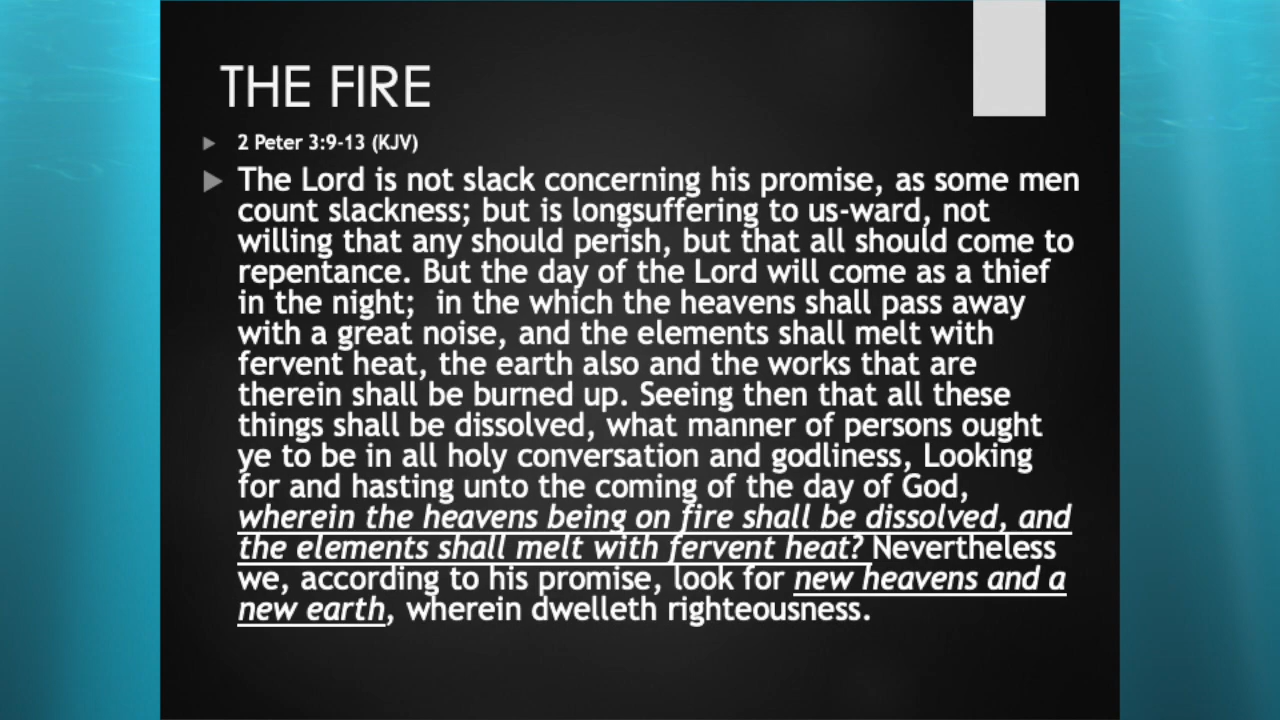 THE FIRE
2 Peter 3:9-13 (KJV)
The Lord is not slack concerning his promise, as some men
count slackness; but is longsuffering to us-ward, not
willing that any should perish, but that all should come to
repentance. But the day of the Lord will come as a thief
in the night;  in the which the heavens shall pass away
with a great noise, and the elements shall melt with
fervent heat, the earth also and the works that are
therein shall be burned up. Seeing then that all these
things shall be dissolved, what manner of persons ought
ye to be in all holy conversation and godliness, Looking
for and hasting unto the coming of the day of God,
wherein the heavens being on fire shall be dissolved, and
the elements shall melt with fervent heat? Nevertheless
we, according to his promise, look for new heavens and a
new earth, wherein dwelleth righteousness.